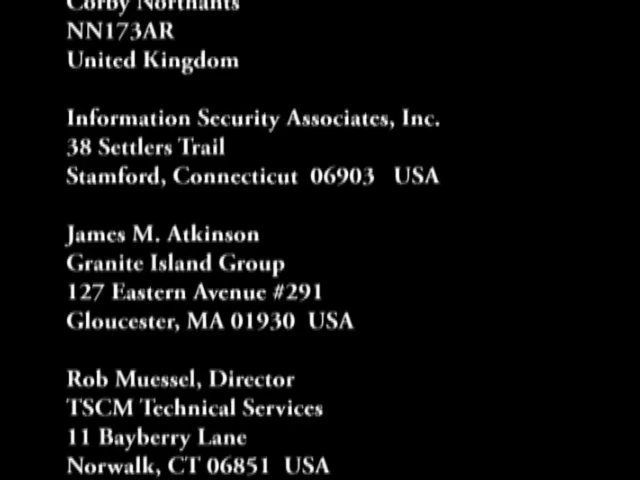 Corby Northants
NN173AR
United Kingdom
Information Security Associates, Inc.
38 Settlers Trail
Stamford, Connecticut 06903 USA
James M. Atkinson
Granite Island Group
127 Eastern Avenue #291
Gloucester, MA 01930 USA
Rob Muessel, Director
TSCM Technical Services
11 Bayberry Lane
Norwalk, CT 06851 USA